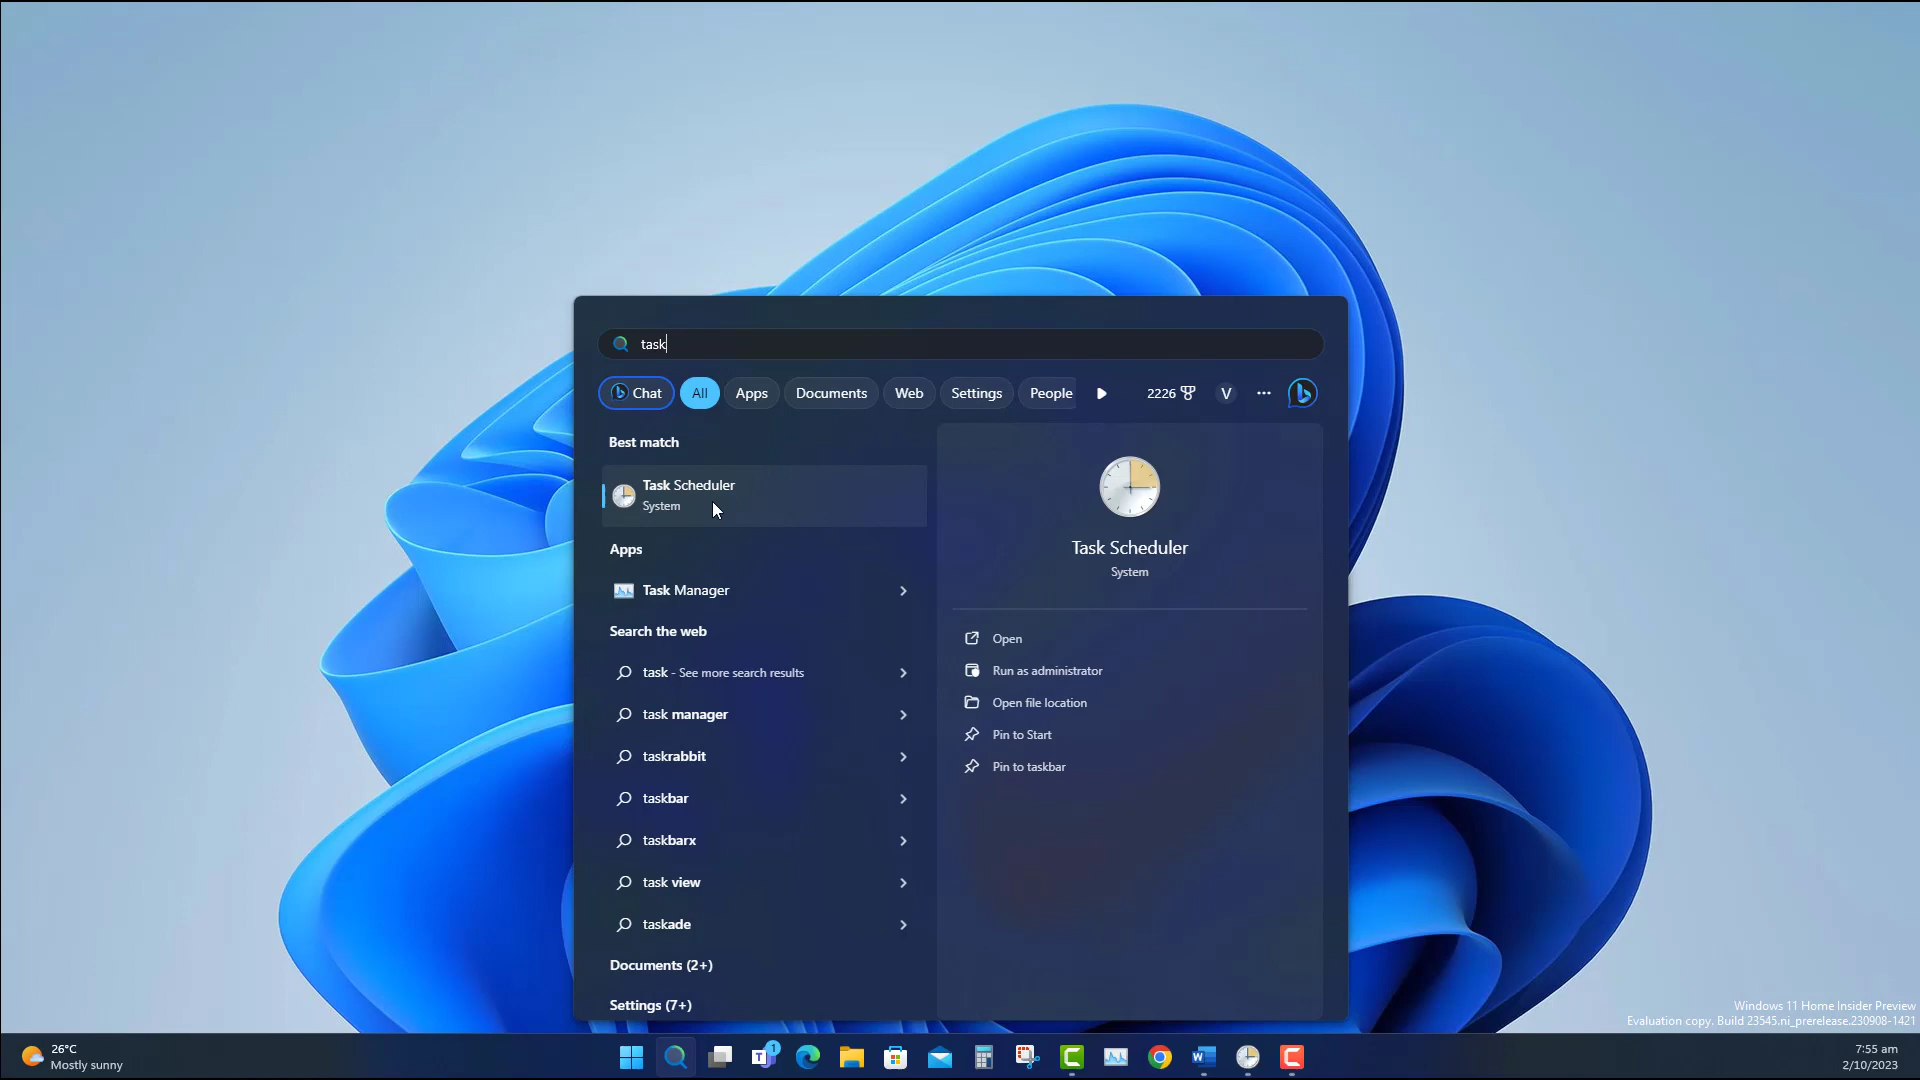 task
Chat
All
Apps
Documents
Web
Settings
People
2226
V
Best match
Task Scheduler
System
Apps
Task Manager
Search the web
task - See more search results
task manager
taskrabbit
taskbar
taskbarx
task view
taskade
Documents (2+)
Settings (7+)
Task Scheduler
System
Open
Run as administrator
Open file location
Pin to Start
Pin to taskbar
Windows 11 Home Insider Preview
Evaluation copy. Build 23545.ni_prerelease.230908-1421
26°C
Mostly sunny
1
7:55 am
2/10/2023